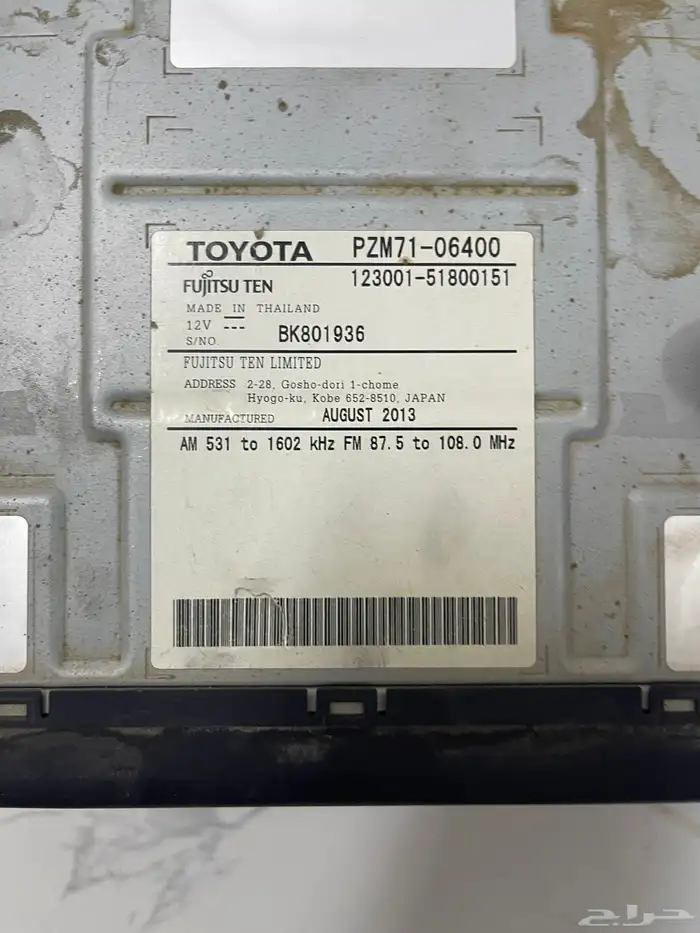 TOYOTA PZM71-06400
FUJITSU TEN 123001-51800151
MADE IN THAILAND
12V ---
S/NO. BK801936
FUJITSU TEN LIMITED
ADDRESS 2-28, Gosho-dori 1-chome
Hyogo-ku, Kobe 652-8510, JAPAN
MANUFACTURED AUGUST 2013
AM 531 to 1602 kHz FM 87.5 to 108.0 MHz
حراج